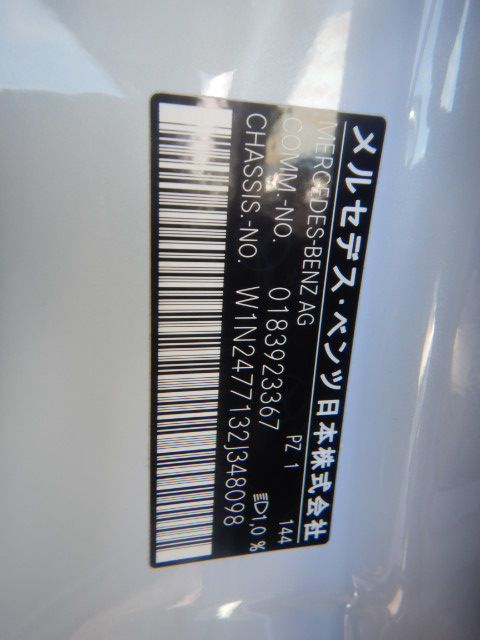 メルセデス・ベンツ日本株式会社
MERCEDES-BENZ AG 144
COMM.-NO. 0183923367 PZ 1 1,0 %
CHASSIS.-NO. W1N2477132J348098